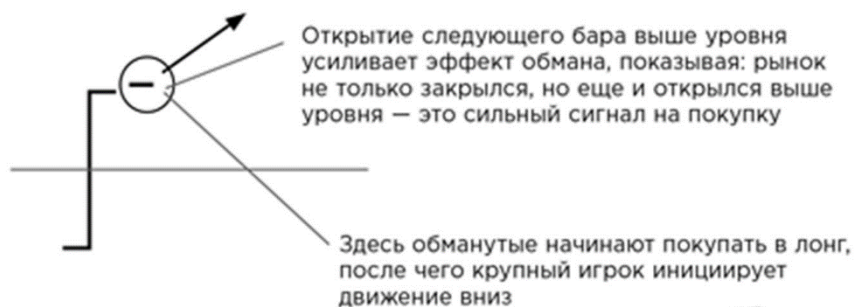 Открытие следующего бара выше уровня
усиливает эффект обмана, показывая: рынок
не только закрылся, но еще и открылся выше
уровня — это сильный сигнал на покупку
Здесь обманутые начинают покупать в лонг,
после чего крупный игрок инициирует
движение вниз